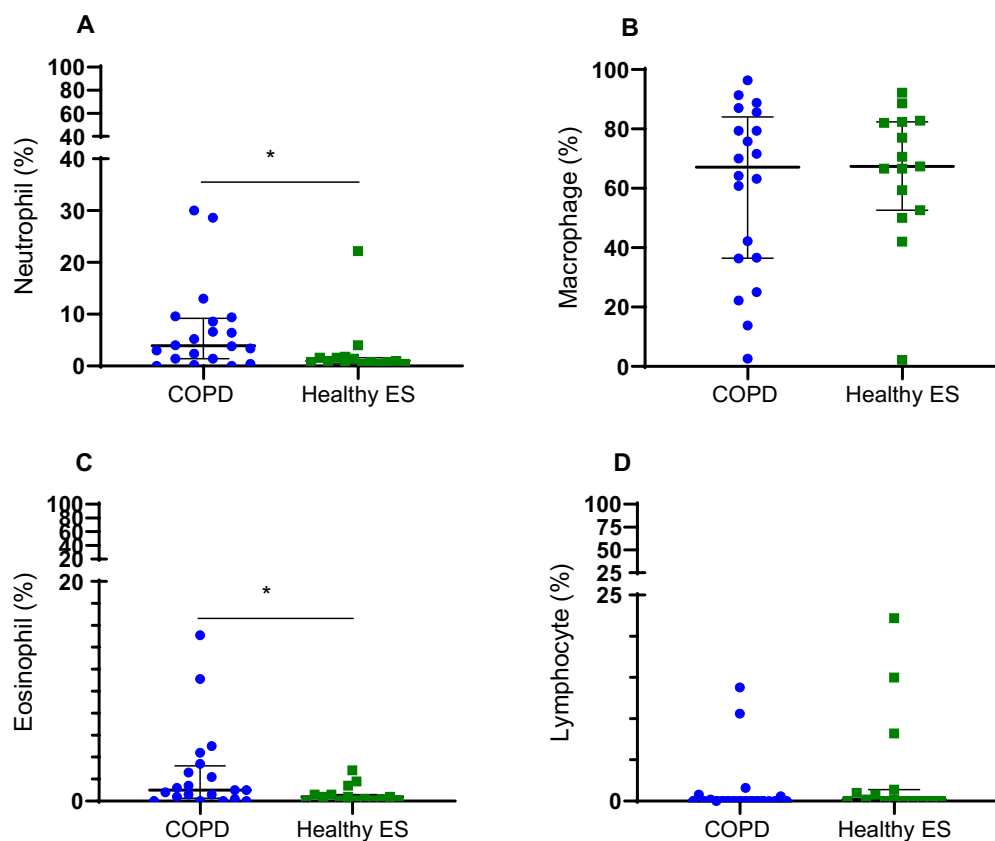 A
Neutrophil (%)
100
80
60
40
40
30
20
10
0
*
COPD Healthy ES
B
Macrophage (%)
100
80
60
40
20
0
COPD Healthy ES
C
Eosinophil (%)
100
80
60
40
20
20
0
*
COPD Healthy ES
D
Lymphocyte (%)
100
75
50
25
25
0
COPD Healthy ES